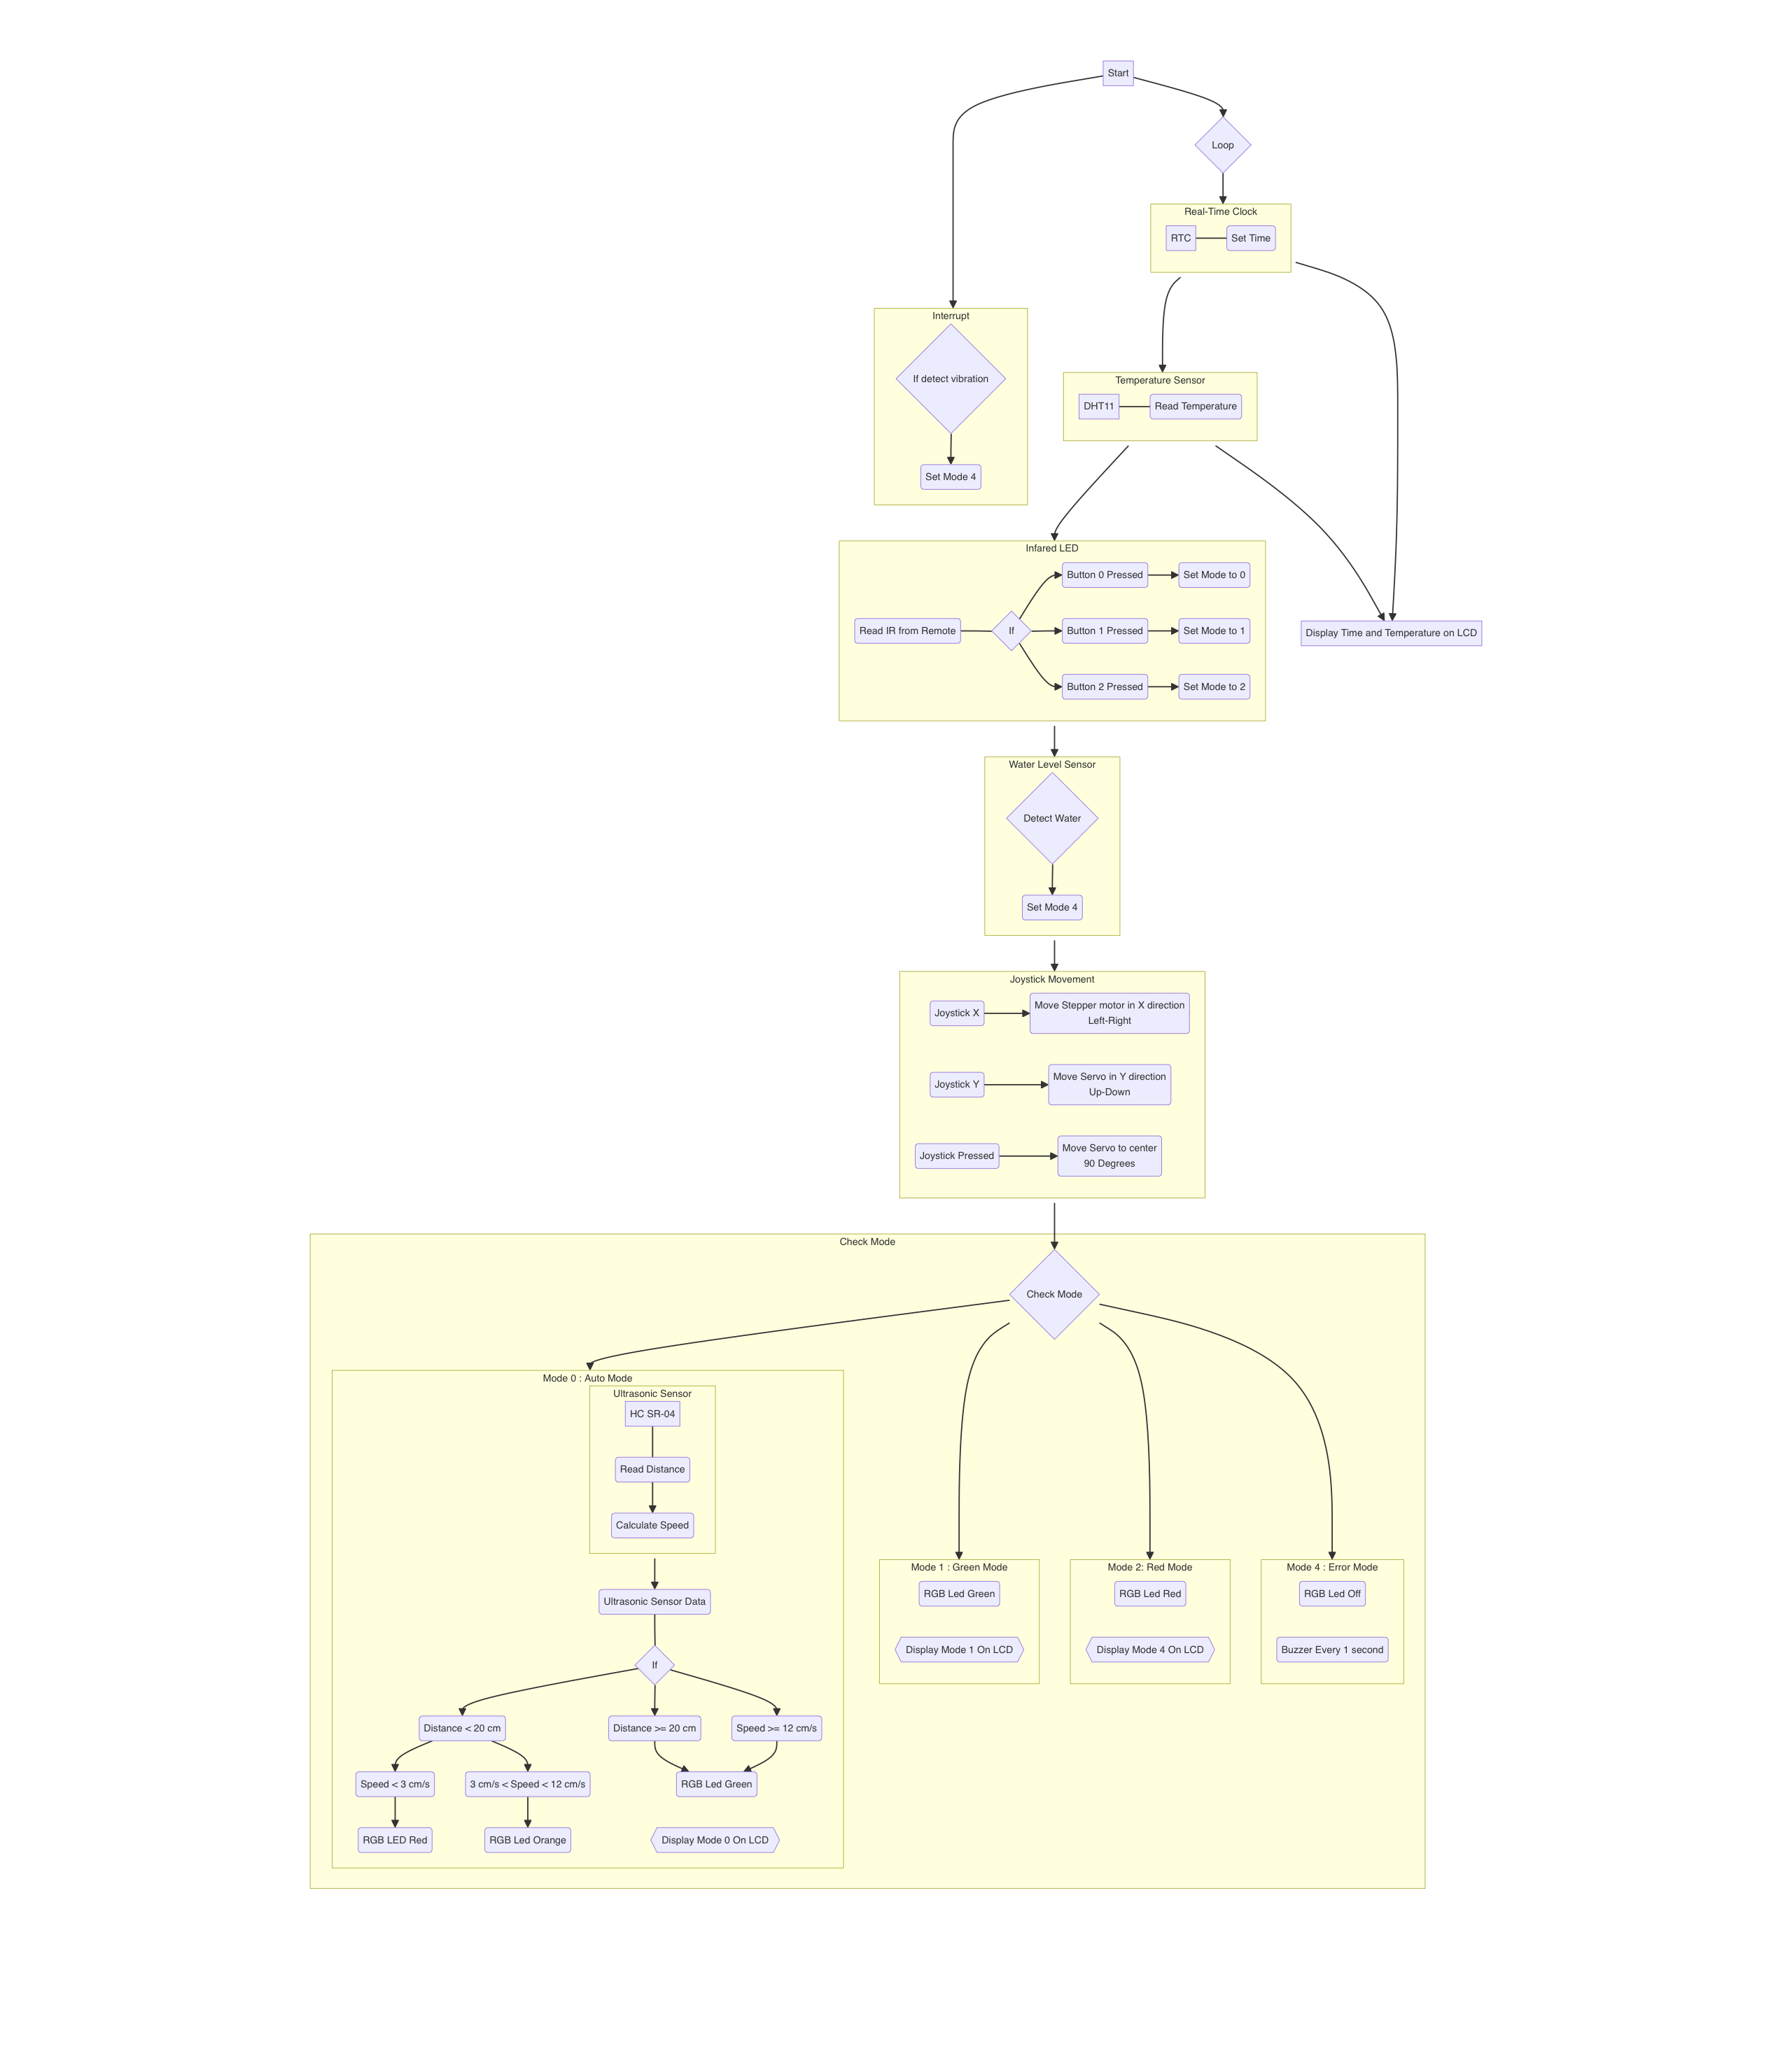 Start
Loop
Real-Time Clock
RTC
Set Time
Interrupt
If detect vibration
Set Mode 4
Temperature Sensor
DHT11
Read Temperature
Infared LED
Read IR from Remote
If
Button 0 Pressed
Set Mode to 0
Button 1 Pressed
Set Mode to 1
Button 2 Pressed
Set Mode to 2
Display Time and Temperature on LCD
Water Level Sensor
Detect Water
Set Mode 4
Joystick Movement
Joystick X
Move Stepper motor in X direction
Left-Right
Joystick Y
Move Servo in Y direction
Up-Down
Joystick Pressed
Move Servo to center
90 Degrees
Check Mode
Check Mode
Mode 0 : Auto Mode
Ultrasonic Sensor
HC SR-04
Read Distance
Calculate Speed
Ultrasonic Sensor Data
If
Distance < 20 cm
Distance >= 20 cm
Speed >= 12 cm/s
Speed < 3 cm/s
3 cm/s < Speed < 12 cm/s
RGB Led Green
RGB LED Red
RGB Led Orange
Display Mode 0 On LCD
Mode 1 : Green Mode
RGB Led Green
Display Mode 1 On LCD
Mode 2: Red Mode
RGB Led Red
Display Mode 4 On LCD
Mode 4 : Error Mode
RGB Led Off
Buzzer Every 1 second